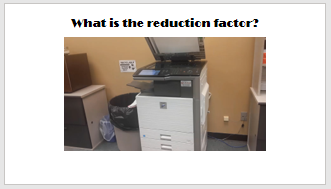 What is the reduction factor?